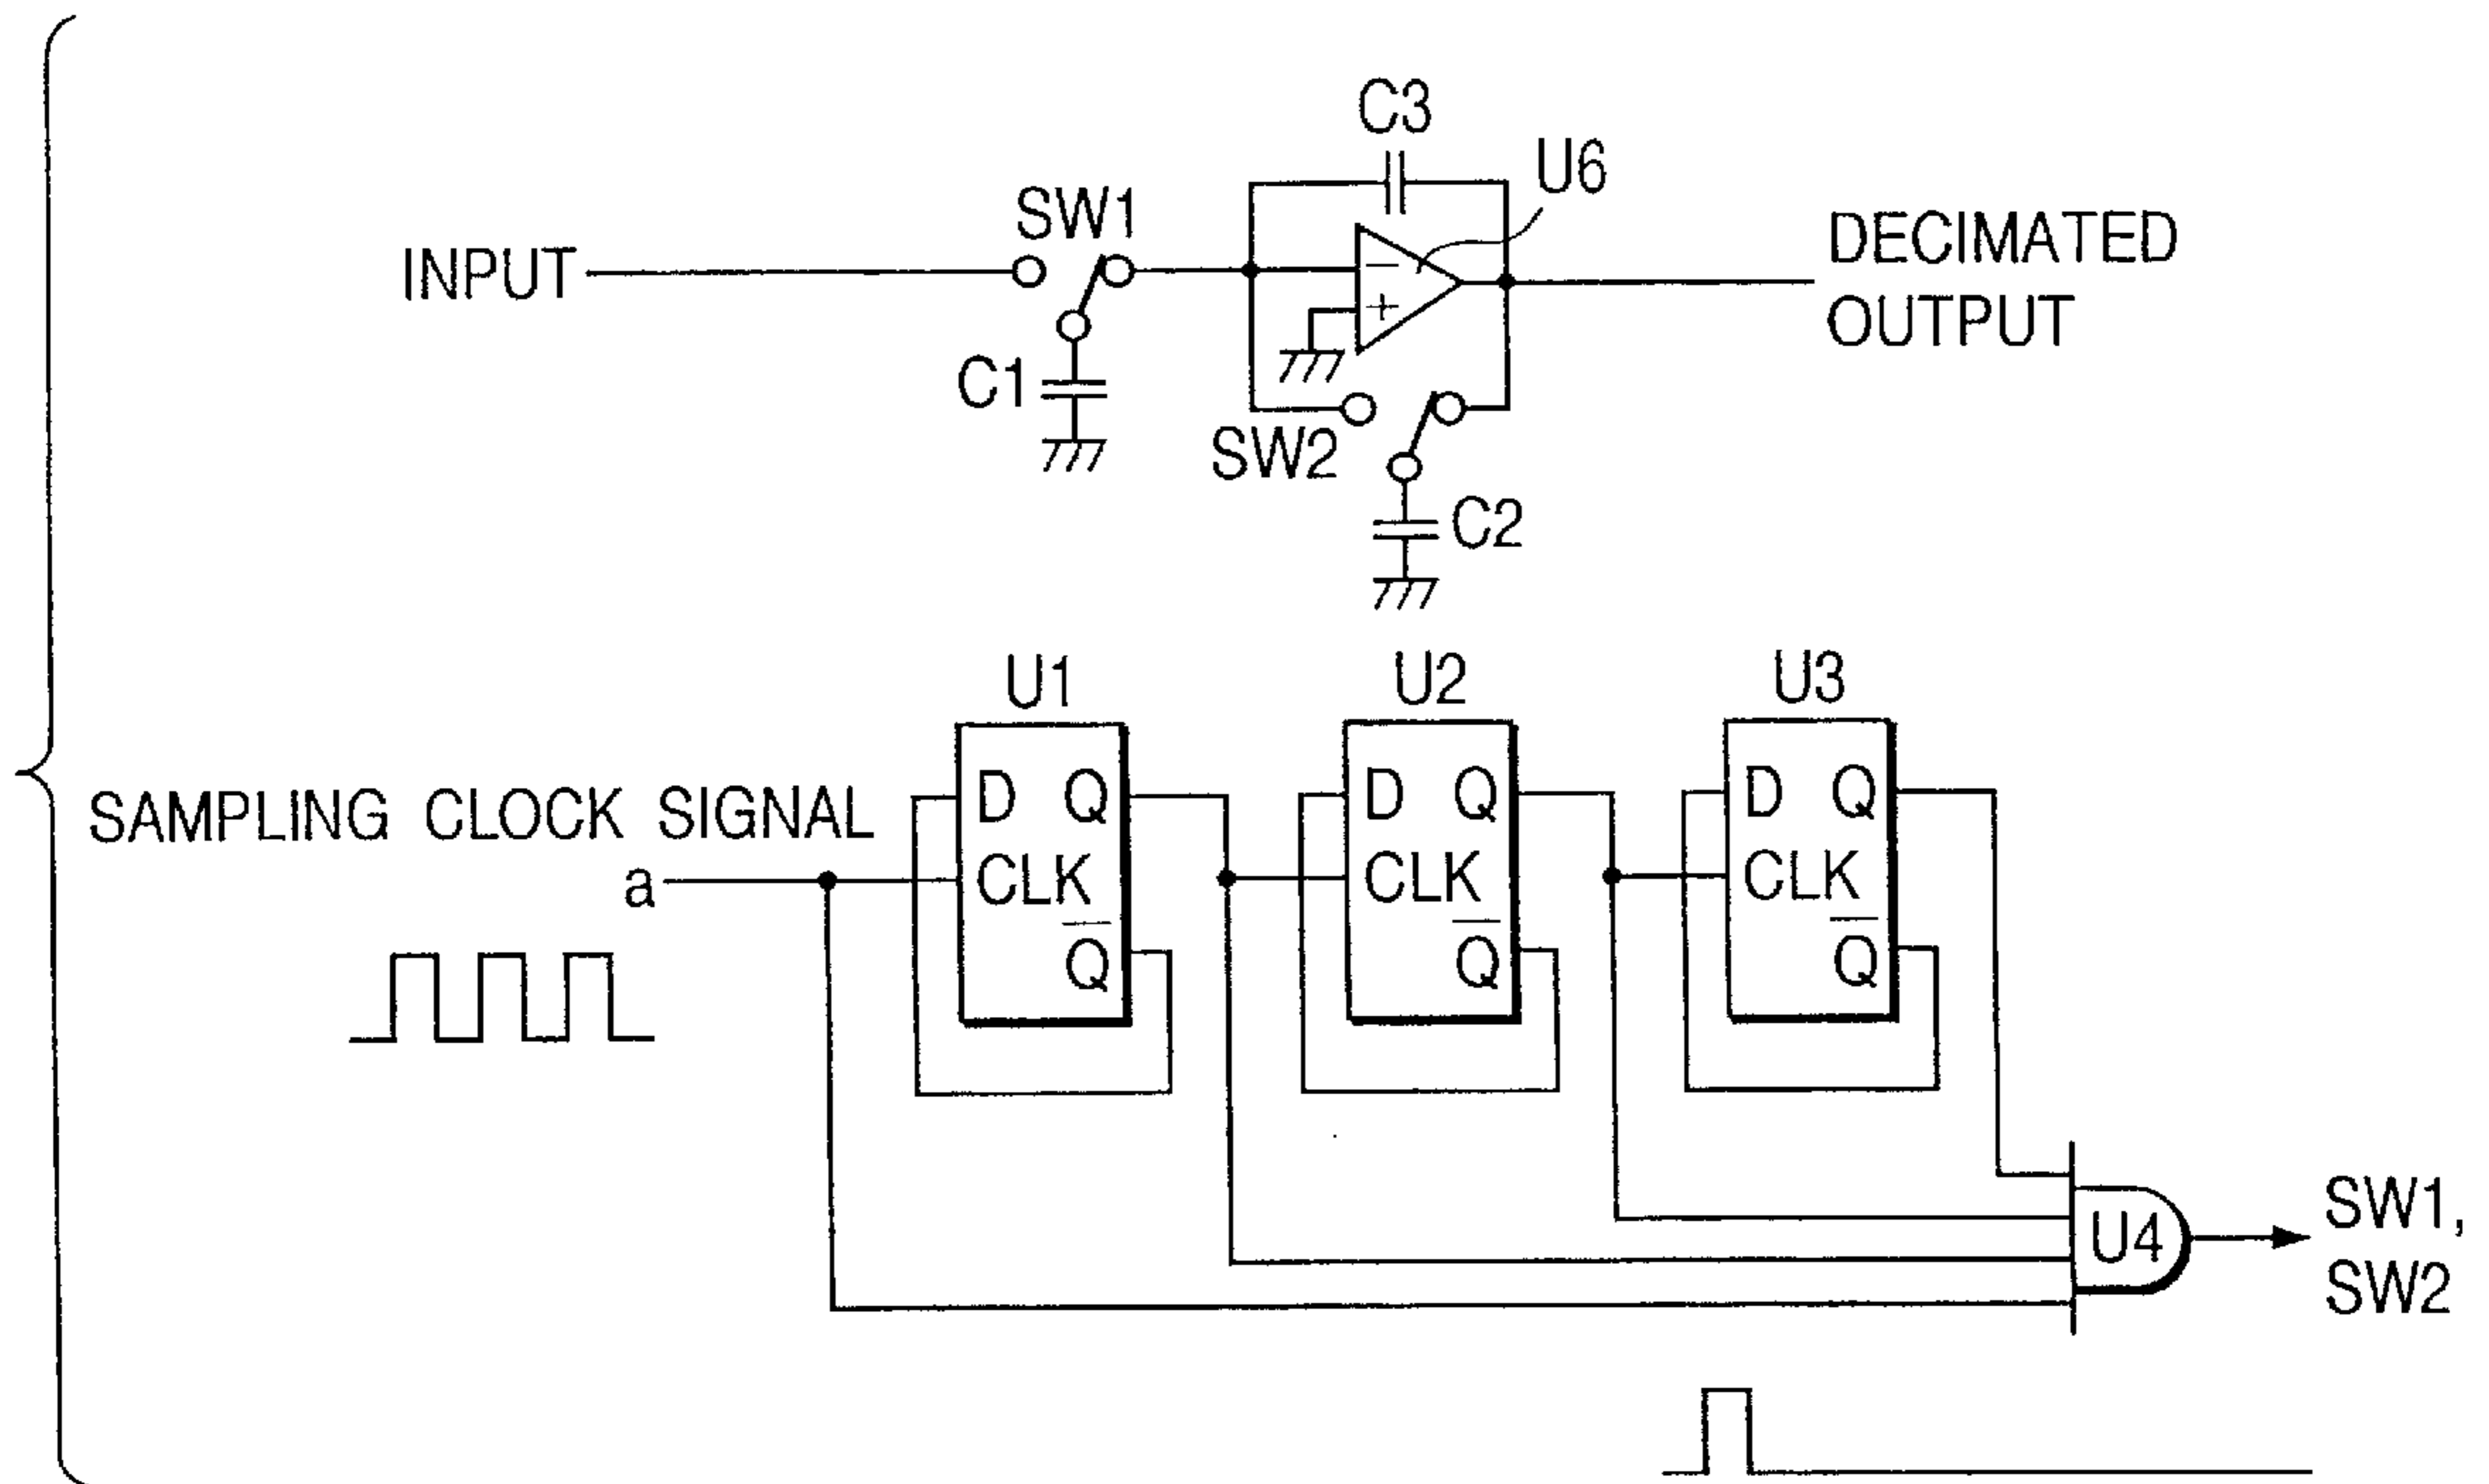 C3
U6
SW1
INPUT
DECIMATED
OUTPUT
−
+
C1
SW2
C2
U1
U2
U3
SAMPLING CLOCK SIGNAL
a
D Q
CLK
Q̅
D Q
CLK
Q̅
D Q
CLK
Q̅
U4
SW1,
SW2